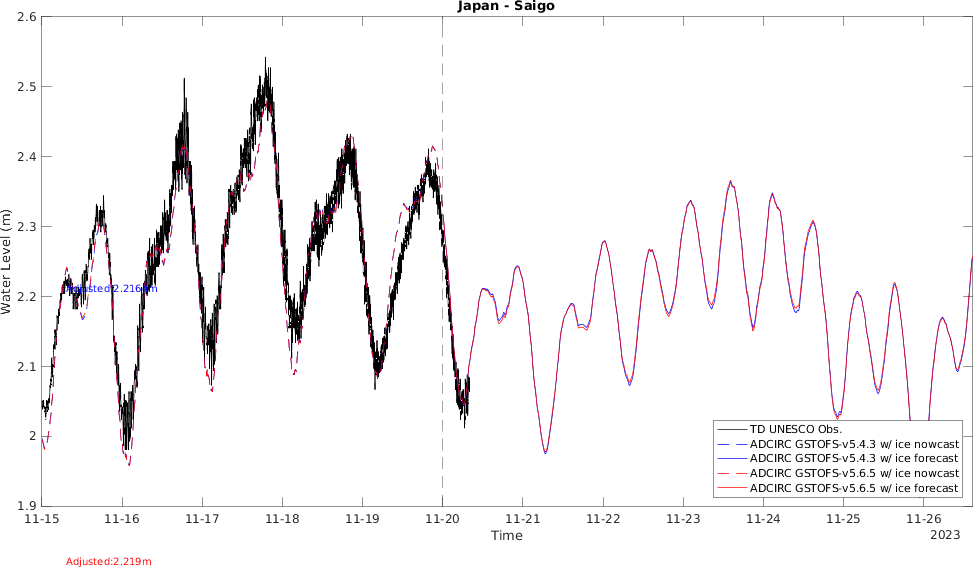 Japan - Saigo
2.6
2.5
2.4
2.3
2.2
2.1
2
1.9
Water Level (m)
Adjusted:2.216m
TD UNESCO Obs.
ADCIRC GSTOFS-v5.4.3 w/ ice nowcast
ADCIRC GSTOFS-v5.4.3 w/ ice forecast
ADCIRC GSTOFS-v5.6.5 w/ ice nowcast
ADCIRC GSTOFS-v5.6.5 w/ ice forecast
11-15 11-16 11-17 11-18 11-19 11-20 11-21 11-22 11-23 11-24 11-25 11-26
Time
2023
Adjusted:2.219m